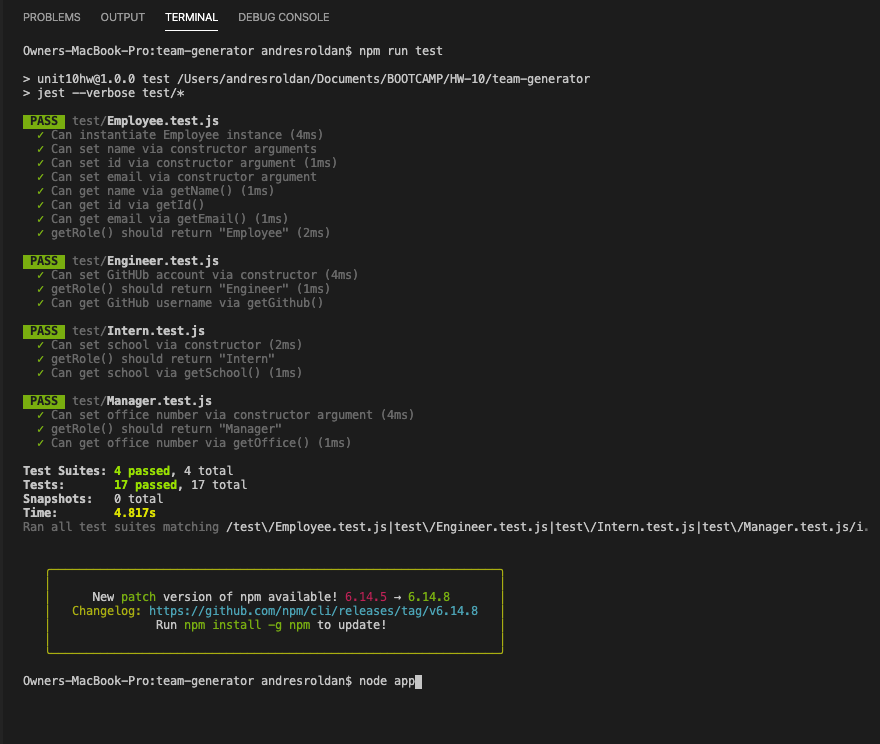 PROBLEMS OUTPUT TERMINAL DEBUG CONSOLE
Owners-MacBook-Pro:team-generator andresroldan$ npm run test
> unit10hw@1.0.0 test /Users/andresroldan/Documents/BOOTCAMP/HW-10/team-generator
> jest --verbose test/*
PASS test/Employee.test.js
✓ Can instantiate Employee instance (4ms)
✓ Can set name via constructor arguments
✓ Can set id via constructor argument (1ms)
✓ Can set email via constructor argument
✓ Can get name via getName() (1ms)
✓ Can get id via getId()
✓ Can get email via getEmail() (1ms)
✓ getRole() should return "Employee" (2ms)
PASS test/Engineer.test.js
✓ Can set GitHUb account via constructor (4ms)
✓ getRole() should return "Engineer" (1ms)
✓ Can get GitHub username via getGithub()
PASS test/Intern.test.js
✓ Can set school via constructor (2ms)
✓ getRole() should return "Intern"
✓ Can get school via getSchool() (1ms)
PASS test/Manager.test.js
✓ Can set office number via constructor argument (4ms)
✓ getRole() should return "Manager"
✓ Can get office number via getOffice() (1ms)
Test Suites: 4 passed, 4 total
Tests: 17 passed, 17 total
Snapshots: 0 total
Time: 4.817s
Ran all test suites matching /test\/Employee.test.js|test\/Engineer.test.js|test\/Intern.test.js|test\/Manager.test.js/i.
New patch version of npm available! 6.14.5 → 6.14.8
Changelog: https://github.com/npm/cli/releases/tag/v6.14.8
Run npm install -g npm to update!
Owners-MacBook-Pro:team-generator andresroldan$ node app